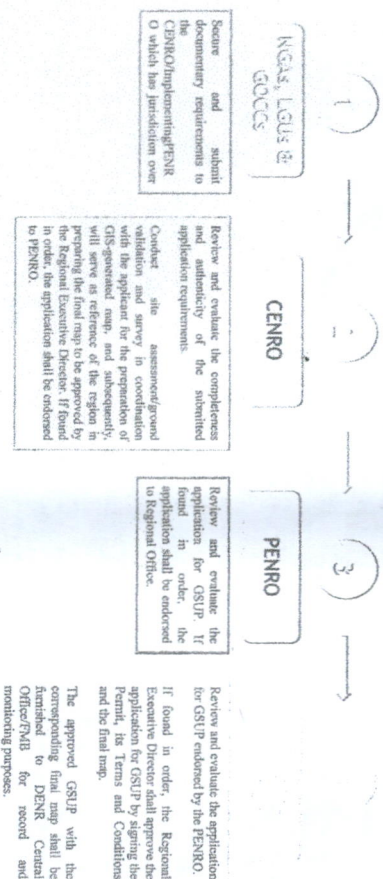 1
NGAs, LGUs &
GOCCs
Secure and submit
documentary requirements to
the
CENRO/ImplementingPENR
O which has jurisdiction over
CENRO
Review and evaluate the completeness
and authenticity of the submitted
application requirements.
Conduct site assessment/ground
validation and survey in coordination
with the applicant for the preparation of
GIS-generated map, and subsequently,
will serve as reference of the region in
preparing the final map to be approved by
the Regional Executive Director. If found
in order, the application shall be endorsed
to PENRO.
3
PENRO
Review and evaluate the
application for GSUP. If
found in order, the
application shall be endorsed
to Regional Office.
Review and evaluate the application
for GSUP endorsed by the PENRO.
If found in order, the Regional
Executive Director shall approve the
application for GSUP by signing the
Permit, its Terms and Conditions
and the final map.
The approved GSUP with the
corresponding final map shall be
furnished to DENR Central
Office/FMB for record and
monitoring purposes.